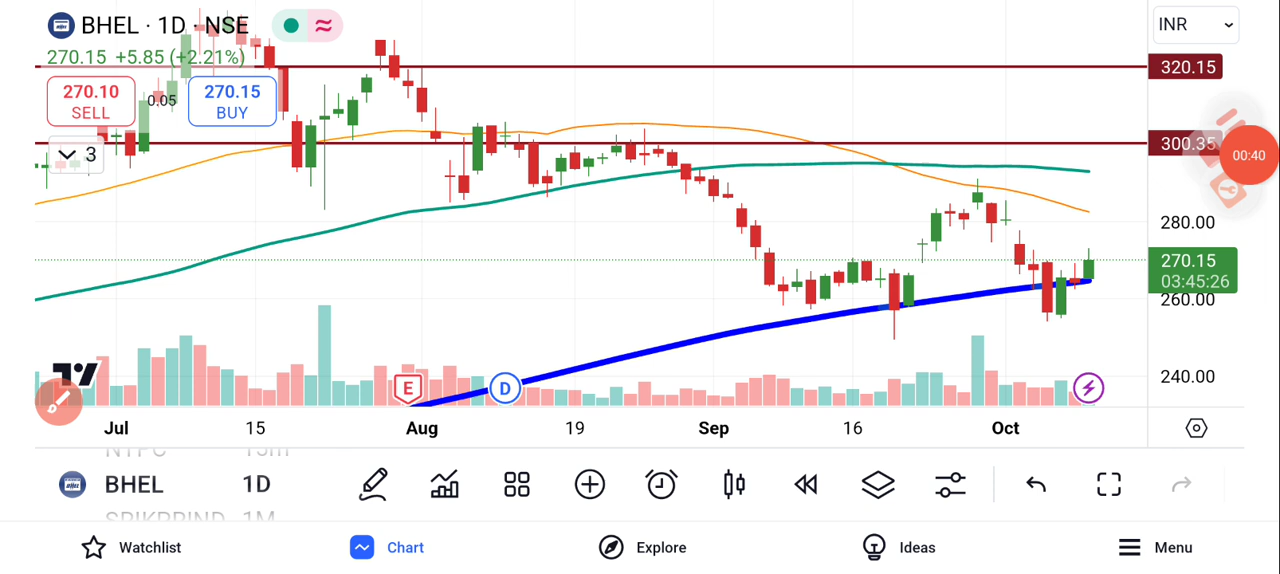 BHEL · 1D · NSE
INR
270.15 +5.85 (+2.21%)
320.15
270.10
SELL
0.05
270.15
BUY
3
300.35
00:40
280.00
270.15
03:45:26
260.00
240.00
E
D
Jul 15 Aug 19 Sep 16 Oct
NTPC 15m
BHEL 1D
Watchlist
Chart
Explore
Ideas
Menu